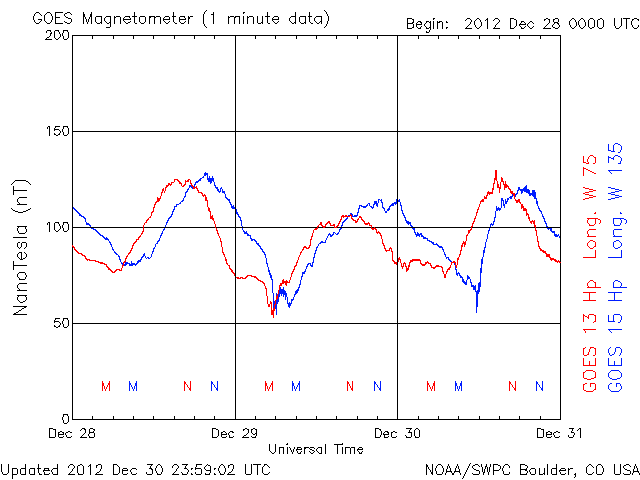 GOES Magnetometer (1 minute data)
Begin: 2012 Dec 28 0000 UTC
200
150
100
50
0
NanoTesla (nT)
M M N N M M N N M M N N
Dec 28 Dec 29 Dec 30 Dec 31
Universal Time
GOES 13 Hp Long. W 75
GOES 15 Hp Long. W 135
Updated 2012 Dec 30 23:59:02 UTC
NOAA/SWPC Boulder, CO USA